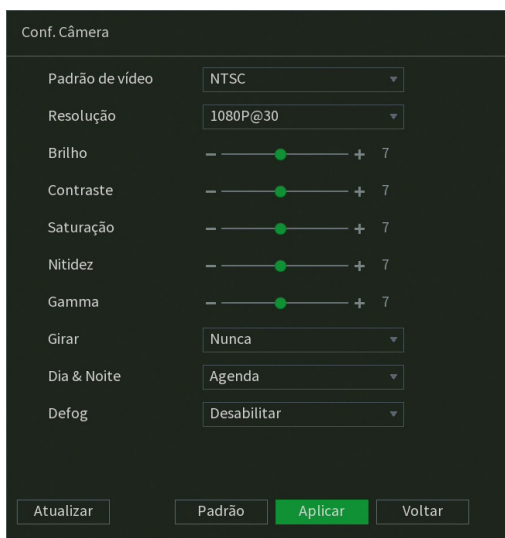 Conf. Câmera
Padrão de vídeo NTSC
Resolução 1080P@30
Brilho 7
Contraste 7
Saturação 7
Nitidez 7
Gamma 7
Girar Nunca
Dia & Noite Agenda
Defog Desabilitar
Atualizar Padrão Aplicar Voltar